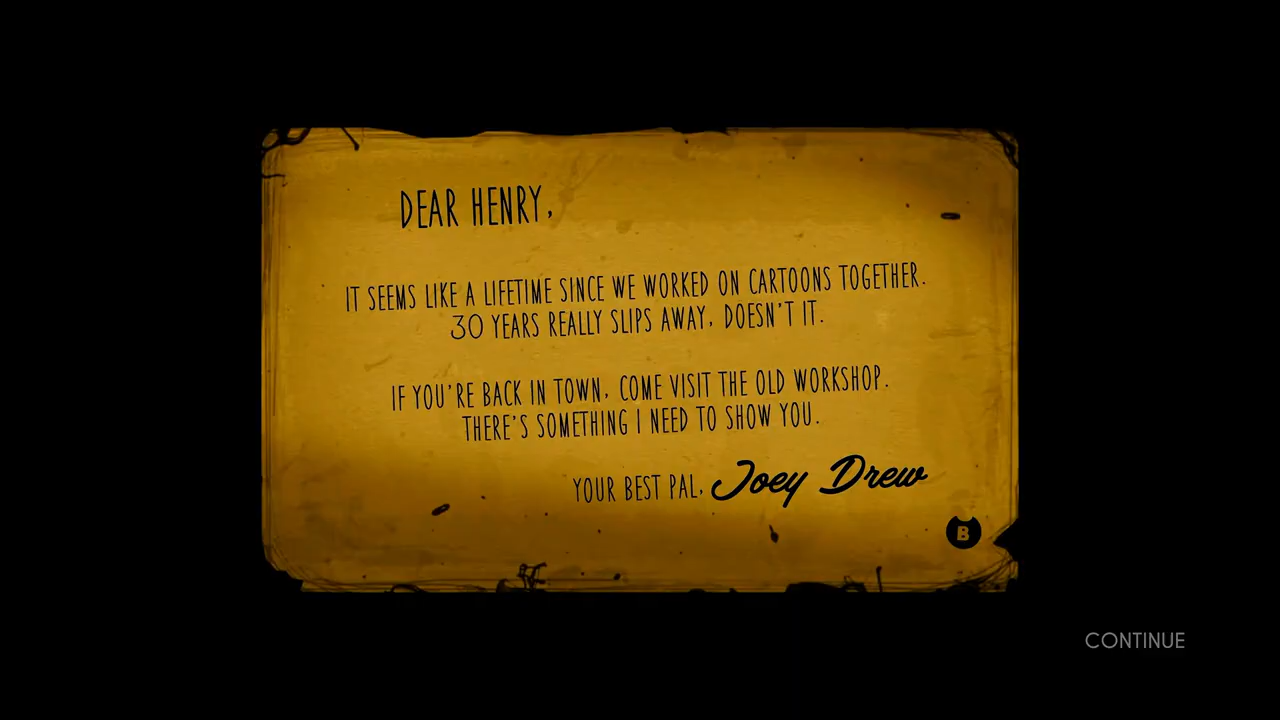 DEAR HENRY,
IT SEEMS LIKE A LIFETIME SINCE WE WORKED ON CARTOONS TOGETHER.
30 YEARS REALLY SLIPS AWAY, DOESN'T IT.
IF YOU'RE BACK IN TOWN, COME VISIT THE OLD WORKSHOP.
THERE'S SOMETHING I NEED TO SHOW YOU.
YOUR BEST PAL, Joey Drew
B
CONTINUE